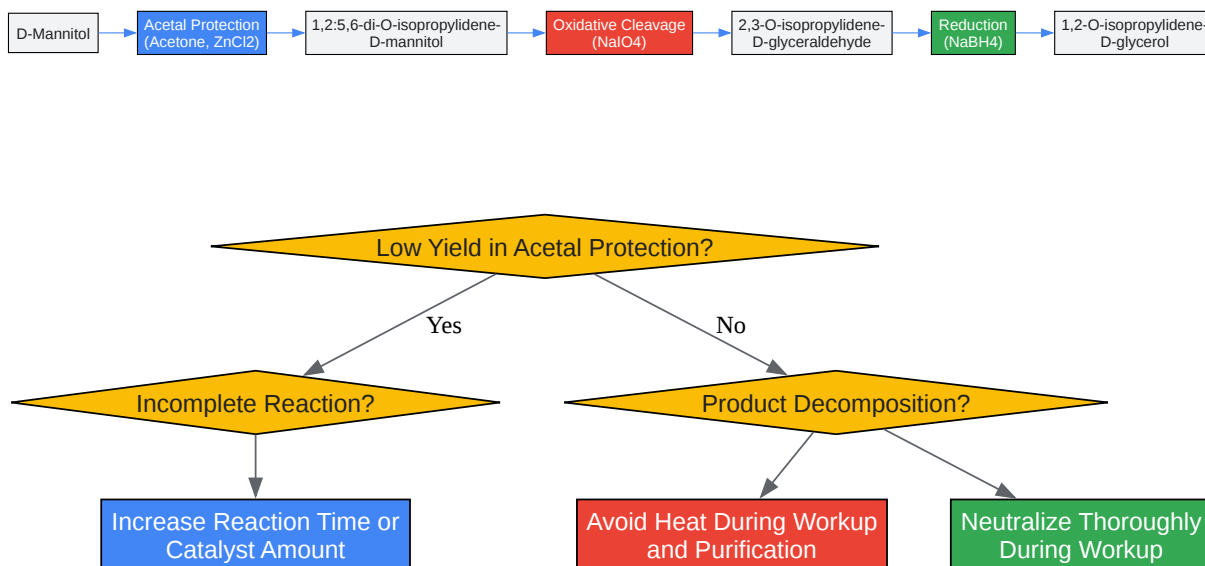 D-Mannitol
Acetal Protection
(Acetone, ZnCl2)
1,2:5,6-di-O-isopropylidene-
D-mannitol
Oxidative Cleavage
(NaIO4)
2,3-O-isopropylidene-
D-glyceraldehyde
Reduction
(NaBH4)
1,2-O-isopropylidene-
D-glycerol
Low Yield in Acetal Protection?
Yes
No
Incomplete Reaction?
Product Decomposition?
Increase Reaction Time or
Catalyst Amount
Avoid Heat During Workup
and Purification
Neutralize Thoroughly
During Workup